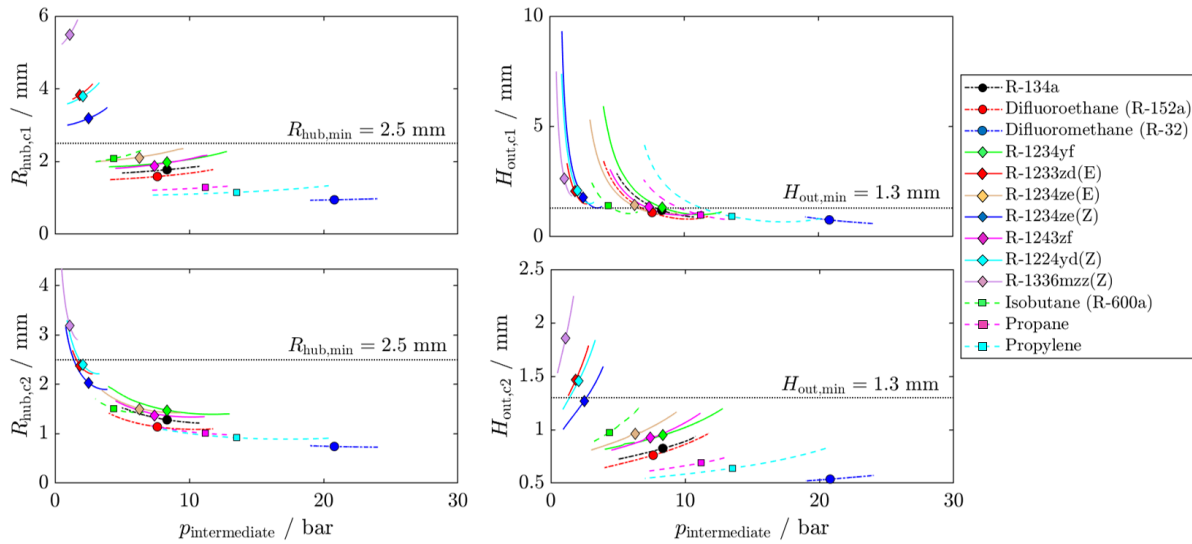 6
4
2
0
R_hub,c1 / mm
R_hub,min = 2.5 mm
10
5
0
H_out,c1 / mm
H_out,min = 1.3 mm
4
3
2
1
0
R_hub,c2 / mm
R_hub,min = 2.5 mm
0 10 20 30
p_intermediate / bar
2.5
2
1.5
1
0.5
H_out,c2 / mm
H_out,min = 1.3 mm
0 10 20 30
p_intermediate / bar
R-134a
Difluoroethane (R-152a)
Difluoromethane (R-32)
R-1234yf
R-1233zd(E)
R-1234ze(E)
R-1234ze(Z)
R-1243zf
R-1224yd(Z)
R-1336mzz(Z)
Isobutane (R-600a)
Propane
Propylene